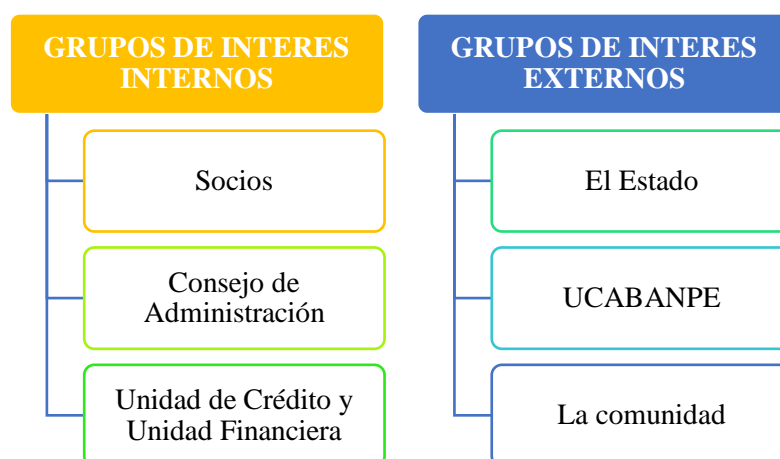 GRUPOS DE INTERES
INTERNOS
Socios
Consejo de
Administración
Unidad de Crédito y
Unidad Financiera
GRUPOS DE INTERES
EXTERNOS
El Estado
UCABANPE
La comunidad